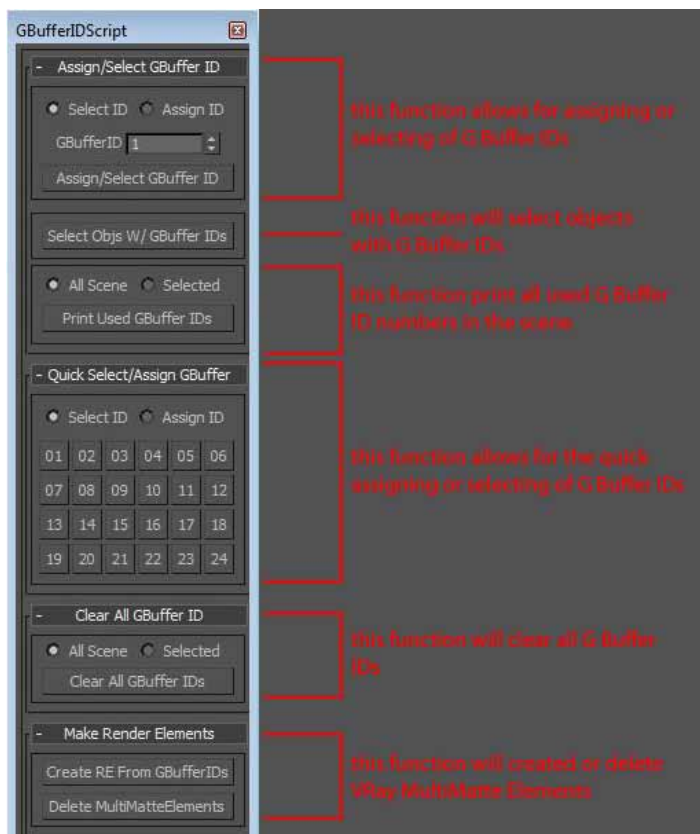 GBufferIDScript
- Assign/Select GBuffer ID
Select ID Assign ID
GBufferID 1
Assign/Select GBuffer ID
this function allows for assigning or
selecting of G Buffer IDs
Select Objs W/ GBuffer IDs
this function will select objects
with G Buffer IDs
All Scene Selected
Print Used GBuffer IDs
this function print all used G Buffer
ID numbers in the scene
- Quick Select/Assign GBuffer
Select ID Assign ID
01 02 03 04 05 06
07 08 09 10 11 12
13 14 15 16 17 18
19 20 21 22 23 24
this function allows for the quick
assigning or selecting of G Buffer IDs
- Clear All GBuffer ID
All Scene Selected
Clear All GBuffer IDs
this function will clear all G Buffer
IDs
- Make Render Elements
Create RE From GBufferIDs
Delete MultiMatteElements
this function will created or delete
VRay MultiMatte Elements